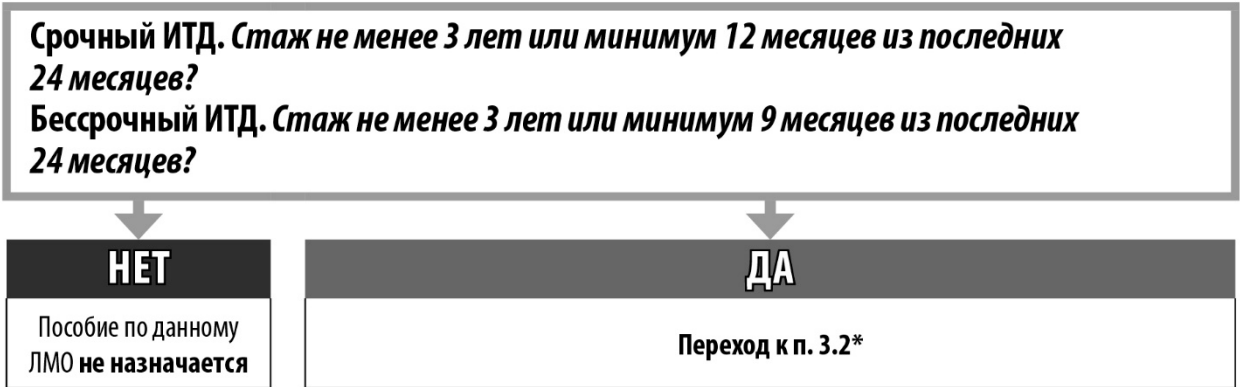 Срочный ИТД. Стаж не менее 3 лет или минимум 12 месяцев из последних
24 месяцев?
Бессрочный ИТД. Стаж не менее 3 лет или минимум 9 месяцев из последних
24 месяцев?
НЕТ
Пособие по данному
ЛМО не назначается
ДА
Переход к п. 3.2*